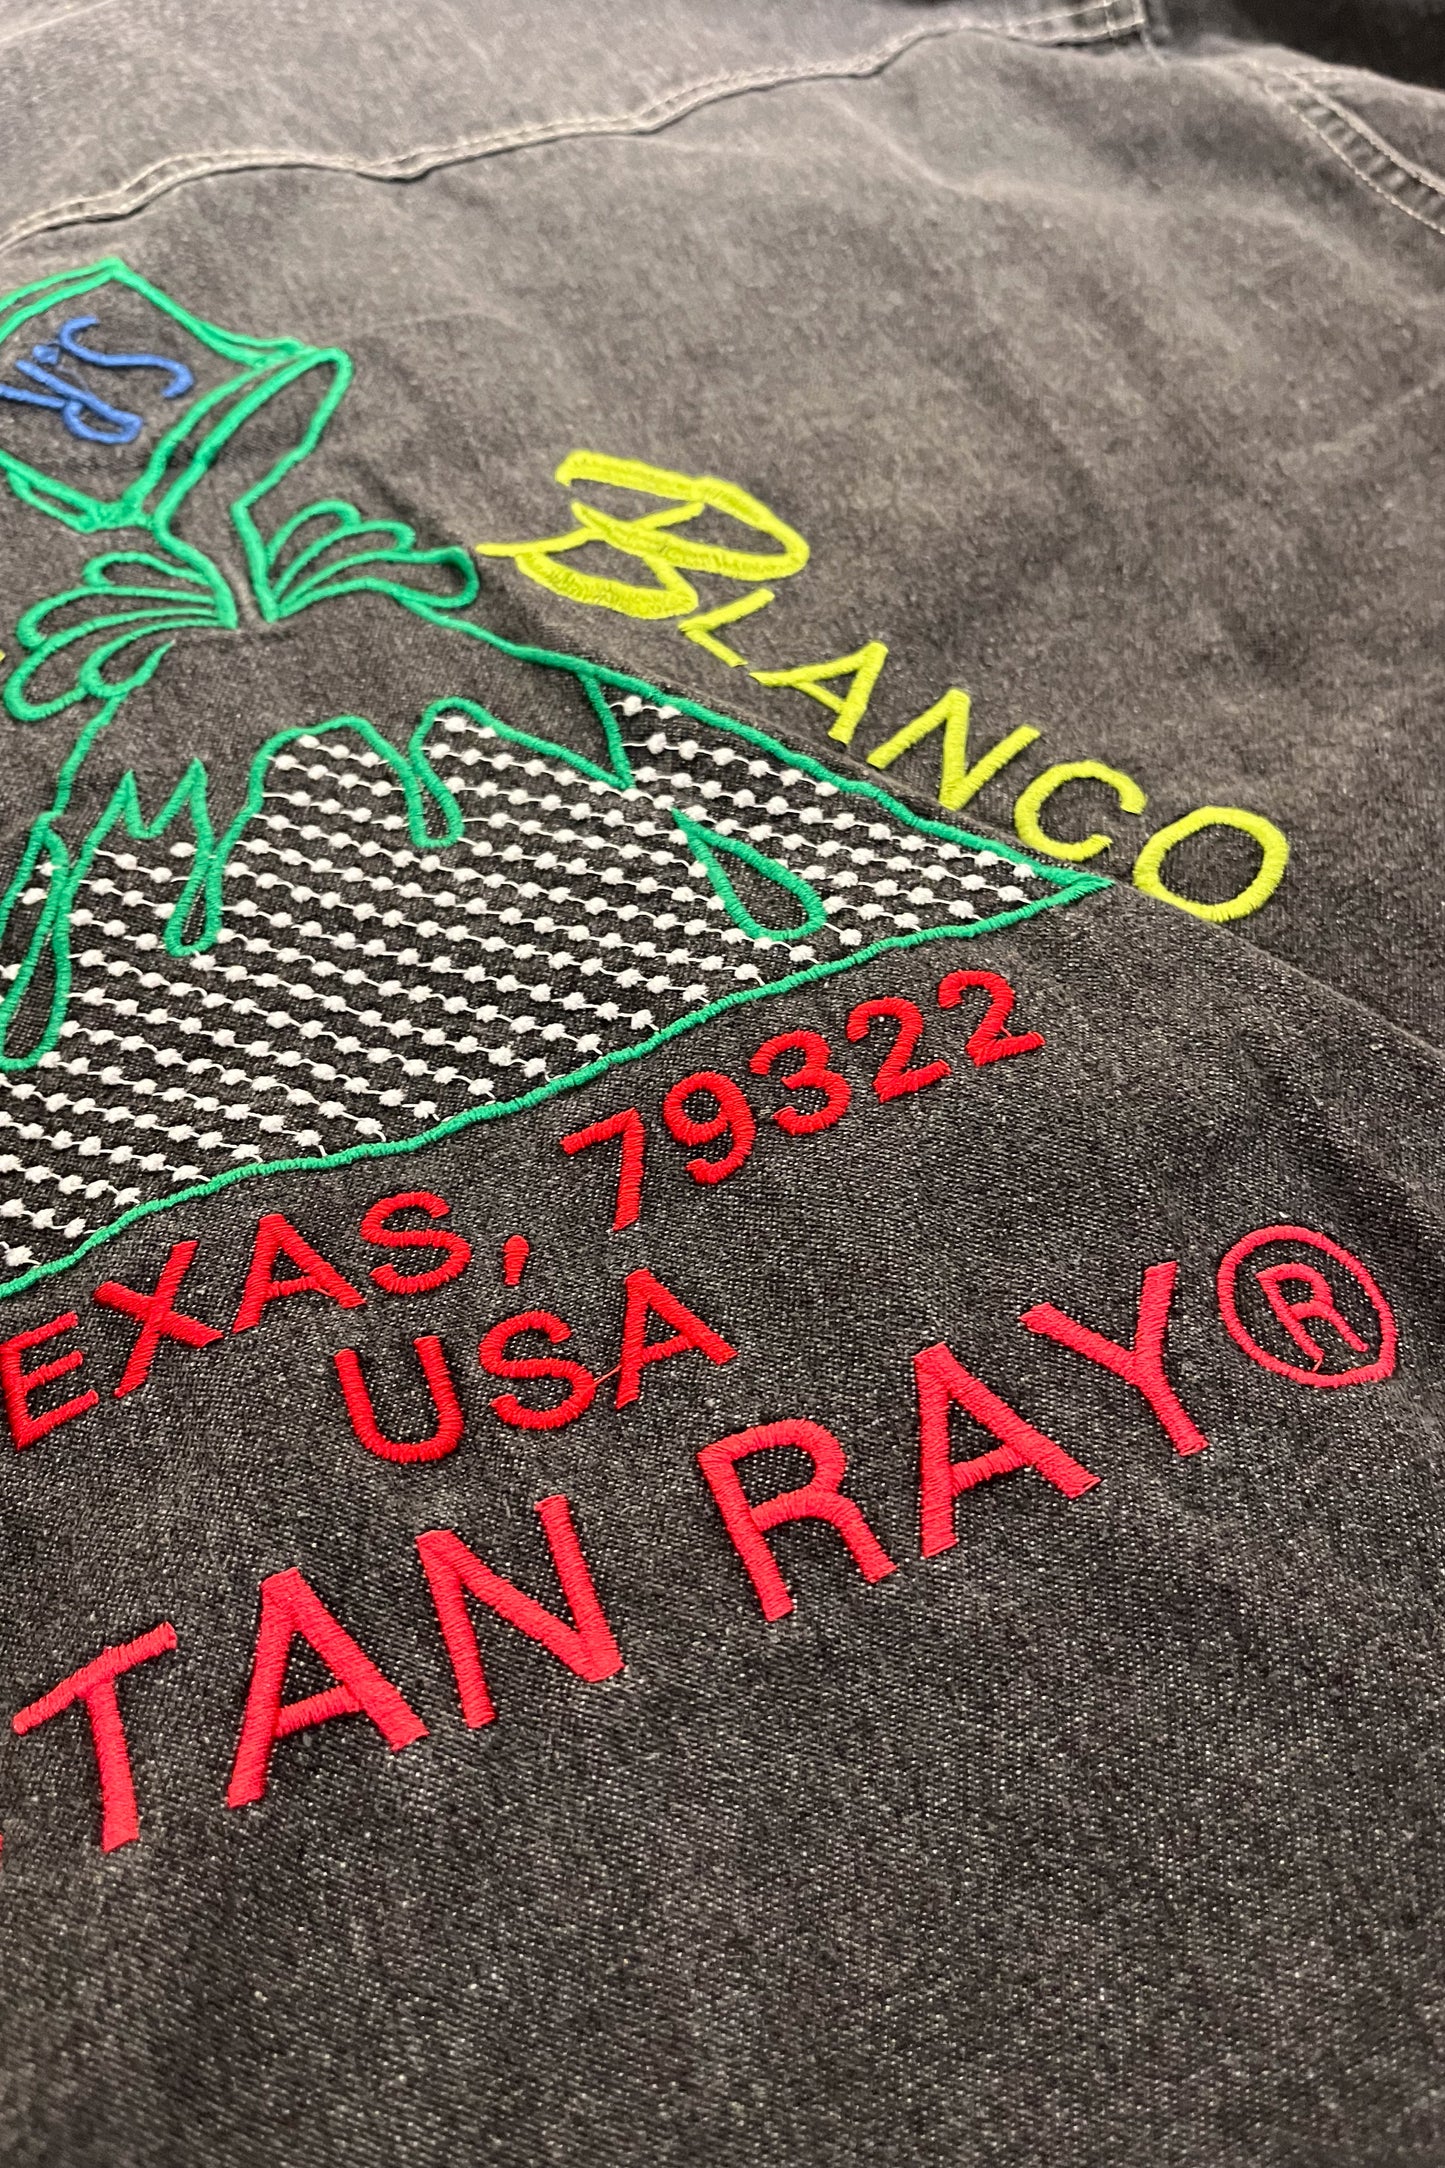 BLANCO
EXAS, 79322
USA
TAN RAY®